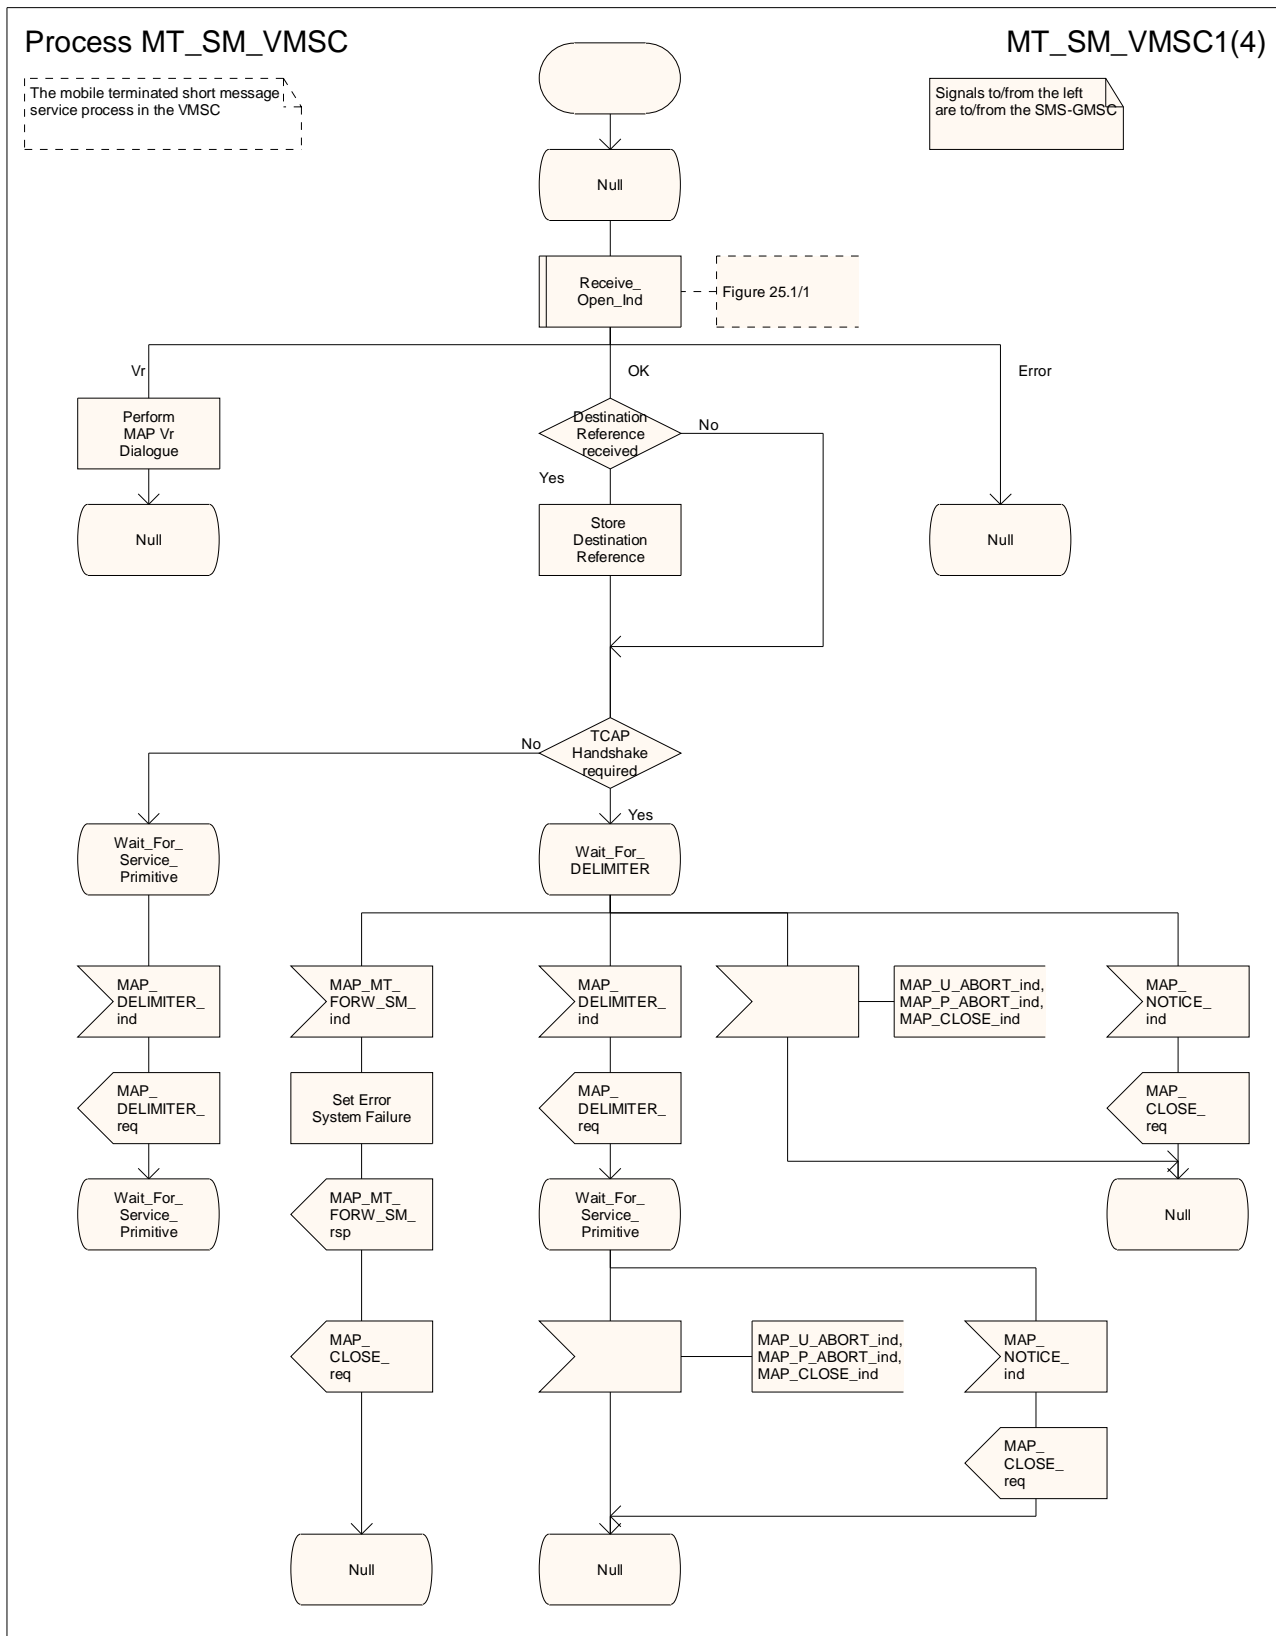 Process MT_SM_VMSC
MT_SM_VMSC1(4)
The mobile terminated short message
service process in the VMSC
Signals to/from the left
are to/from the SMS-GMSC
Null
Receive_
Open_Ind
Figure 25.1/1
Vr
OK
Error
Perform
MAP Vr
Dialogue
Destination
Reference
received
No
Yes
Null
Store
Destination
Reference
Null
TCAP
Handshake
required
No
Yes
Wait_For_
Service_
Primitive
Wait_For_
DELIMITER
MAP_
DELIMITER_
ind
MAP_MT_
FORW_SM_
ind
MAP_
DELIMITER_
ind
MAP_U_ABORT_ind,
MAP_P_ABORT_ind,
MAP_CLOSE_ind
MAP_
NOTICE_
ind
MAP_
DELIMITER_
req
Set Error
System Failure
MAP_
DELIMITER_
req
MAP_
CLOSE_
req
Wait_For_
Service_
Primitive
MAP_MT_
FORW_SM_
rsp
Wait_For_
Service_
Primitive
Null
MAP_
CLOSE_
req
MAP_U_ABORT_ind,
MAP_P_ABORT_ind,
MAP_CLOSE_ind
MAP_
NOTICE_
ind
MAP_
CLOSE_
req
Null
Null